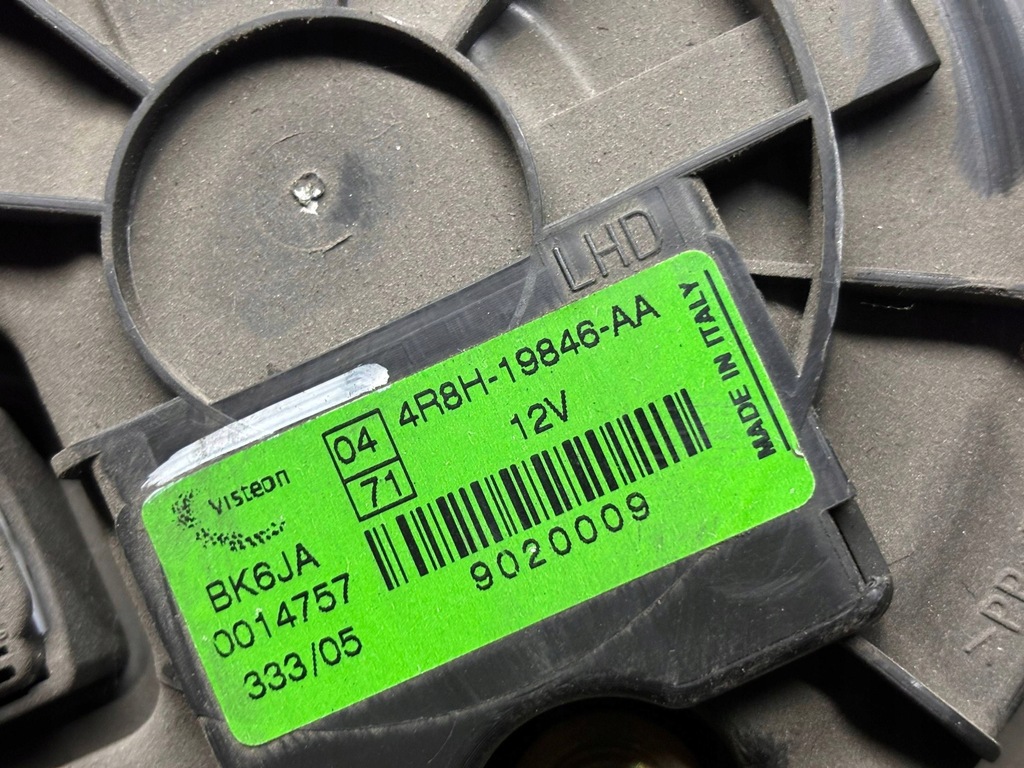 LHD
4R8H-19846-AA
12V
04
71
MADE IN ITALY
Visteon
BK6JA
0014757
333/05
9020009